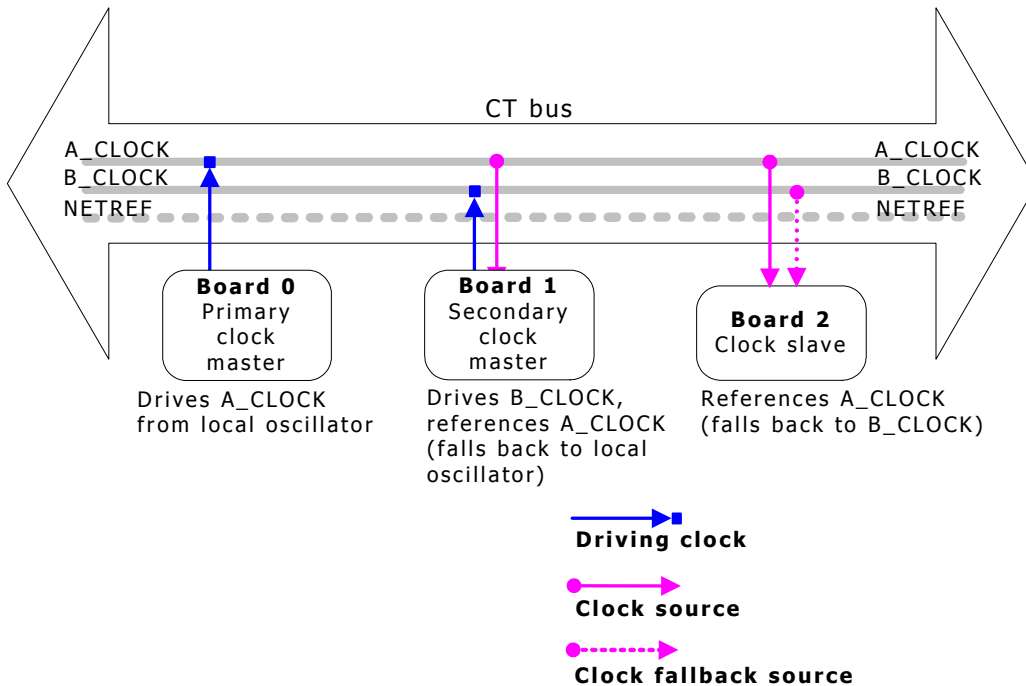 CT bus
A_CLOCK
A_CLOCK
B_CLOCK
B_CLOCK
NETREF
NETREF
Board 0
Primary
clock
master
Board 1
Secondary
clock
master
Board 2
Clock slave
Drives A_CLOCK
from local oscillator
Drives B_CLOCK,
references A_CLOCK
(falls back to local
oscillator)
References A_CLOCK
(falls back to B_CLOCK)
Driving clock
Clock source
Clock fallback source